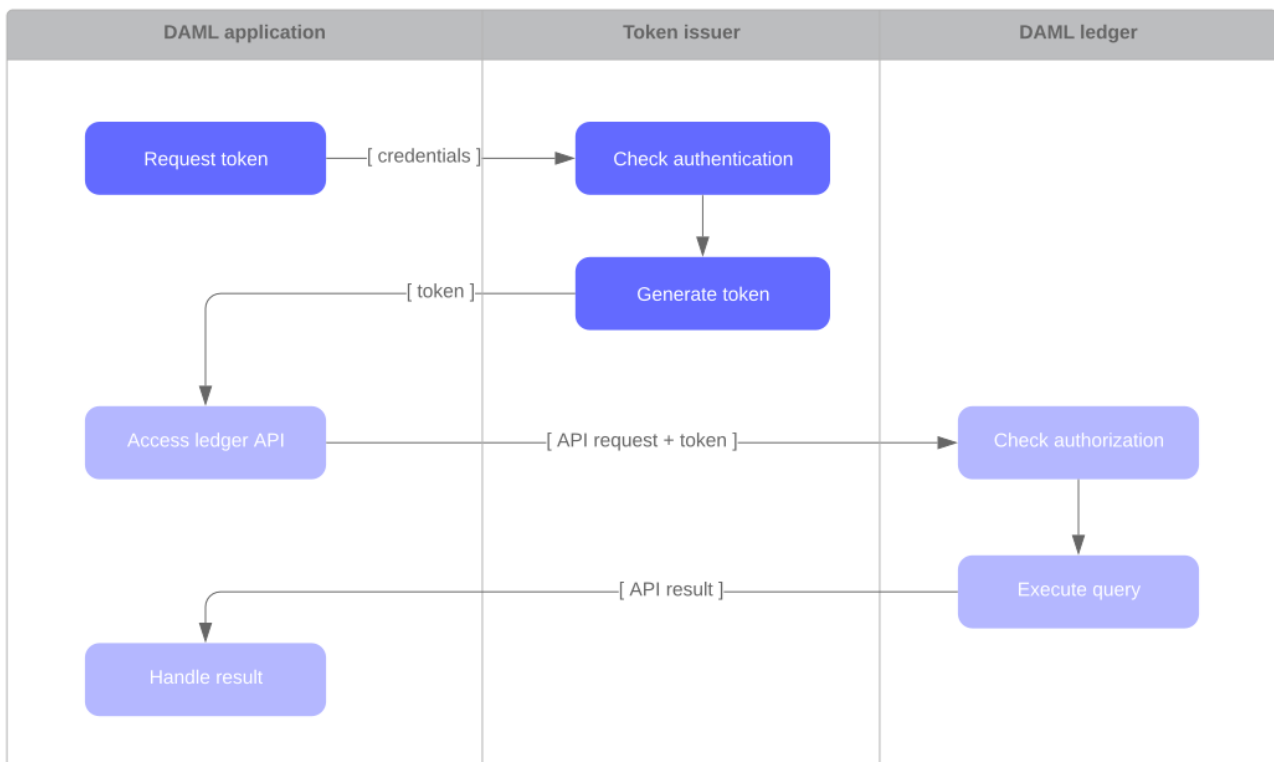 DAML application
Token issuer
DAML ledger
Request token
[ credentials ]
Check authentication
Generate token
[ token ]
Access ledger API
[ API request + token ]
Check authorization
Execute query
[ API result ]
Handle result